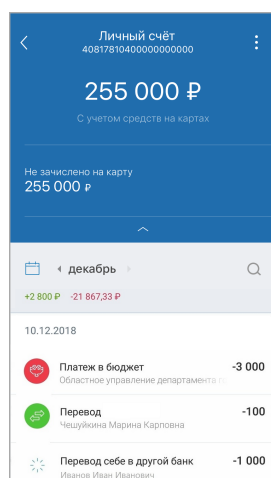 Личный счёт
40817810400000000000
255 000 ₽
С учетом средств на картах
Не зачислено на карту
255 000 ₽
декабрь
+2 800 ₽ -21 867,33 ₽
10.12.2018
Платеж в бюджет -3 000
Областное управление департамента
Перевод -100
Чешуйкина Марина Карповна
Перевод себе в другой банк -1 000
Иванов Иван Иванович